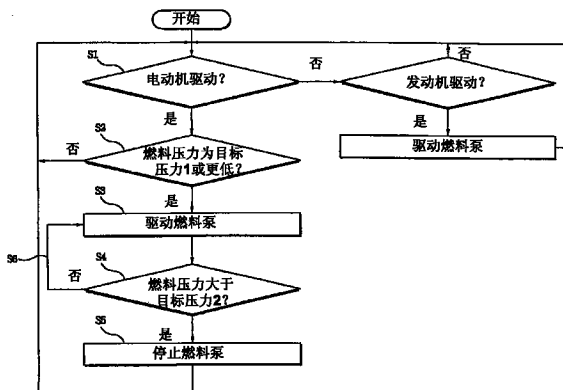 开始
S1
电动机驱动？
否
发动机驱动？
否
是
是
驱动燃料泵
S2
否
燃料压力为目标
压力1或更低？
是
S3
驱动燃料泵
S6
S4
否
燃料压力大于
目标压力2？
是
S5
停止燃料泵